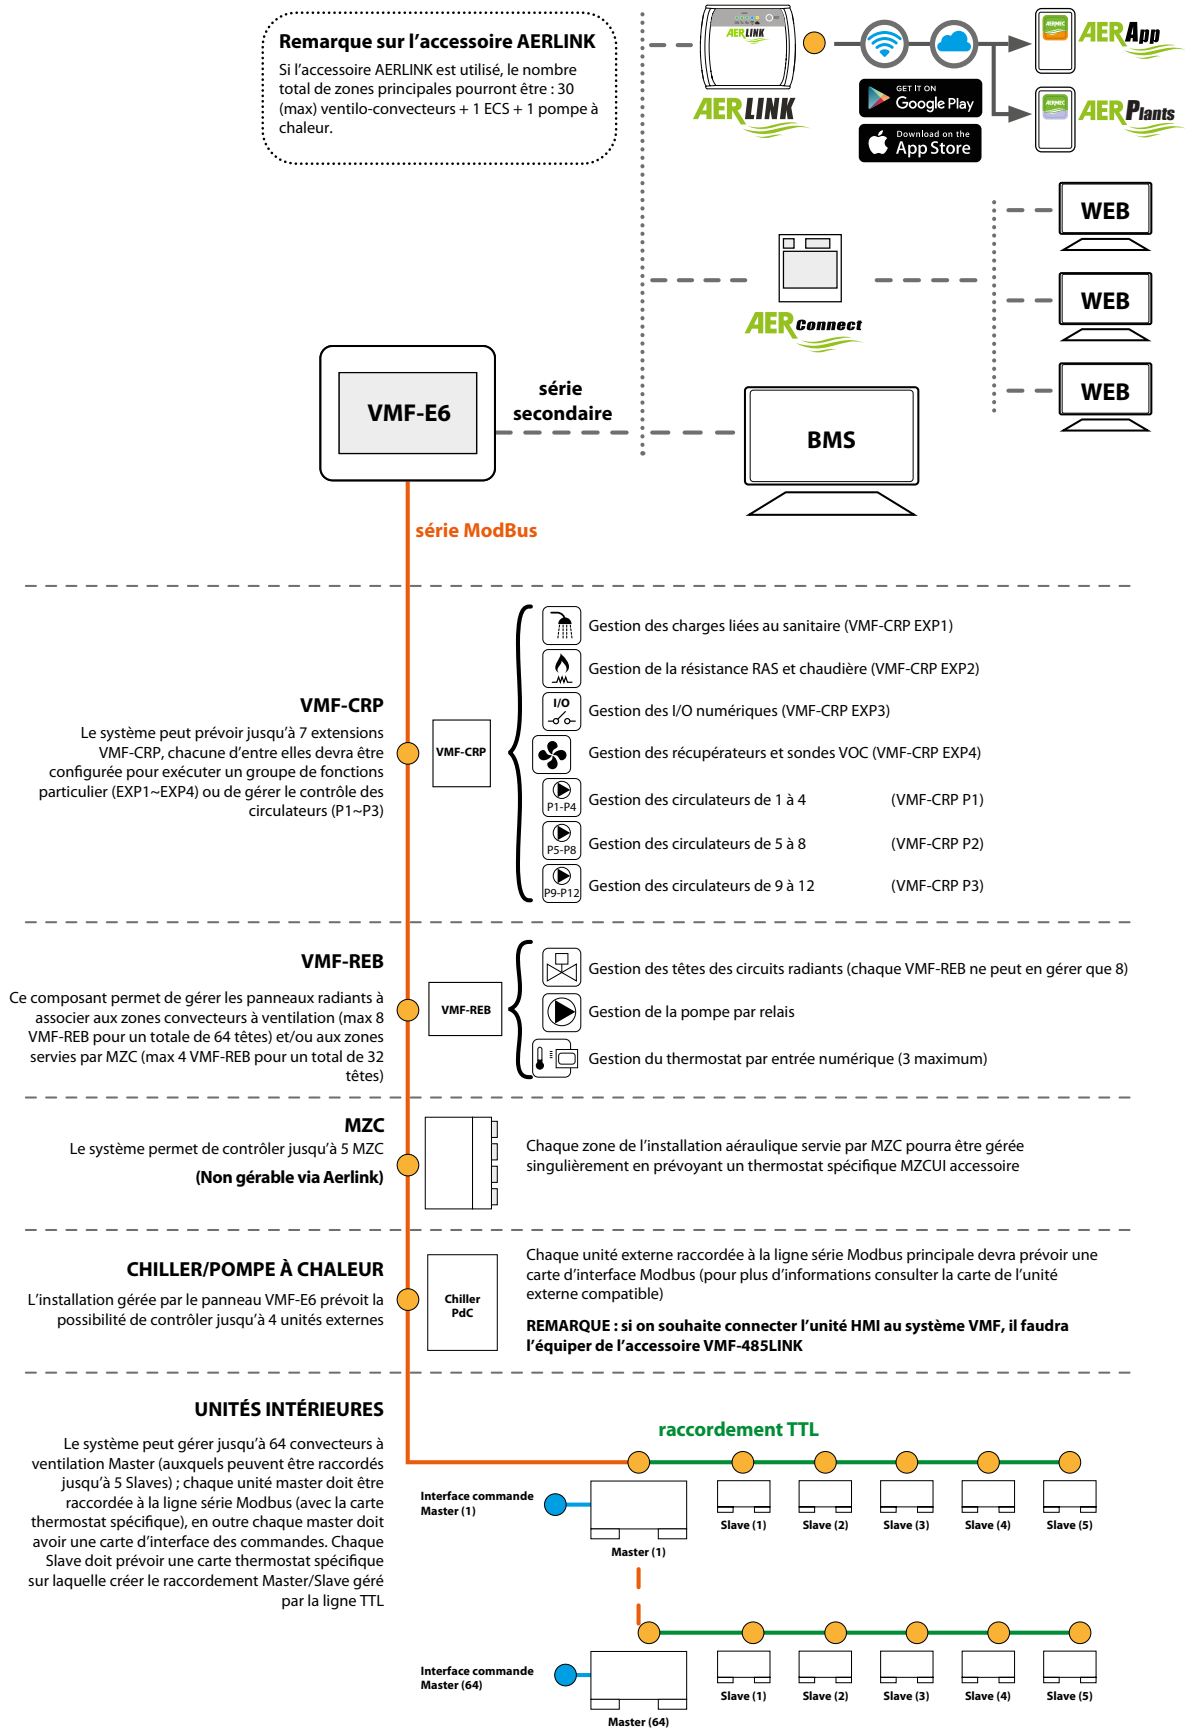 Remarque sur l'accessoire AERLINK
Si l'accessoire AERLINK est utilisé, le nombre
total de zones principales pourront être : 30
(max) ventilo-convecteurs + 1 ECS + 1 pompe à
chaleur.
AERLINK
AERLINK
GET IT ON
Google Play
Download on the
App Store
AERMEC
AERApp
AERMEC
AERPlants
WEB
WEB
WEB
AERconnect
VMF-E6
série
secondaire
BMS
série ModBus
VMF-CRP
Le système peut prévoir jusqu'à 7 extensions
VMF-CRP, chacune d'entre elles devra être
configurée pour exécuter un groupe de fonctions
particulier (EXP1~EXP4) ou de gérer le contrôle des
circulateurs (P1~P3)
VMF-CRP
Gestion des charges liées au sanitaire (VMF-CRP EXP1)
Gestion de la résistance RAS et chaudière (VMF-CRP EXP2)
I/O
Gestion des I/O numériques (VMF-CRP EXP3)
Gestion des récupérateurs et sondes VOC (VMF-CRP EXP4)
P1-P4
Gestion des circulateurs de 1 à 4 (VMF-CRP P1)
P5-P8
Gestion des circulateurs de 5 à 8 (VMF-CRP P2)
P9-P12
Gestion des circulateurs de 9 à 12 (VMF-CRP P3)
VMF-REB
Ce composant permet de gérer les panneaux radiants à
associer aux zones convecteurs à ventilation (max 8
VMF-REB pour un totale de 64 têtes) et/ou aux zones
servies par MZC (max 4 VMF-REB pour un total de 32
têtes)
VMF-REB
Gestion des têtes des circuits radiants (chaque VMF-REB ne peut en gérer que 8)
Gestion de la pompe par relais
Gestion du thermostat par entrée numérique (3 maximum)
MZC
Le système permet de contrôler jusqu'à 5 MZC
(Non gérable via Aerlink)
Chaque zone de l'installation aéraulique servie par MZC pourra être gérée
singulièrement en prévoyant un thermostat spécifique MZCUI accessoire
CHILLER/POMPE À CHALEUR
L'installation gérée par le panneau VMF-E6 prévoit la
possibilité de contrôler jusqu'à 4 unités externes
Chiller
PdC
Chaque unité externe raccordée à la ligne série Modbus principale devra prévoir une
carte d'interface Modbus (pour plus d'informations consulter la carte de l'unité
externe compatible)
REMARQUE : si on souhaite connecter l'unité HMI au système VMF, il faudra
l'équiper de l'accessoire VMF-485LINK
UNITÉS INTÉRIEURES
Le système peut gérer jusqu'à 64 convecteurs à
ventilation Master (auxquels peuvent être raccordés
jusqu'à 5 Slaves) ; chaque unité master doit être
raccordée à la ligne série Modbus (avec la carte
thermostat spécifique), en outre chaque master doit
avoir une carte d'interface des commandes. Chaque
Slave doit prévoir une carte thermostat spécifique
sur laquelle créer le raccordement Master/Slave géré
par la ligne TTL
raccordement TTL
Interface commande
Master (1)
Master (1)
Slave (1)
Slave (2)
Slave (3)
Slave (4)
Slave (5)
Interface commande
Master (64)
Master (64)
Slave (1)
Slave (2)
Slave (3)
Slave (4)
Slave (5)